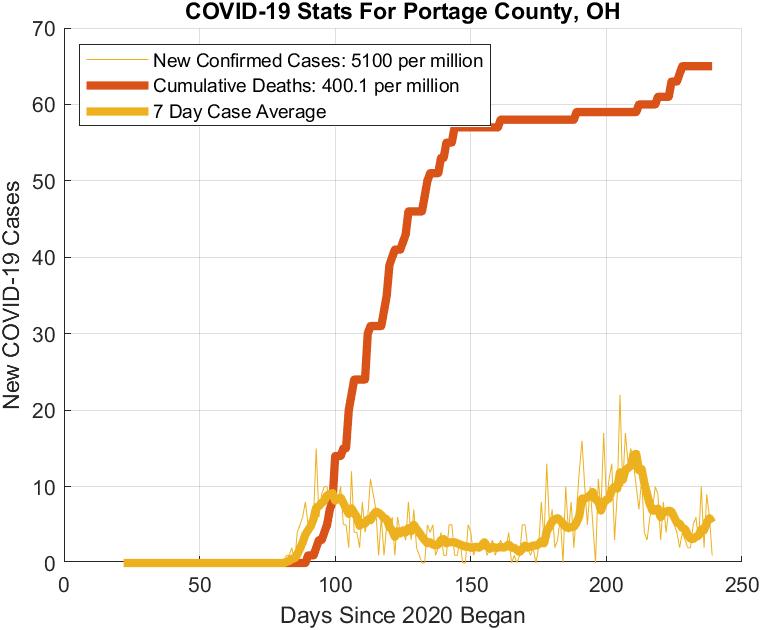 COVID-19 Stats For Portage County, OH
70
60
50
40
30
20
10
0
New COVID-19 Cases
New Confirmed Cases: 5100 per million
Cumulative Deaths: 400.1 per million
7 Day Case Average
0 50 100 150 200 250
Days Since 2020 Began